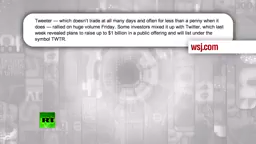 Tweeter — which doesn't trade at all many days and often for less than a penny when it
does — rallied on huge volume Friday. Some investors mixed it up with Twitter, which last
week revealed plans to raise up to $1 billion in a public offering and will list under the
symbol TWTR.
wsj.com
RT